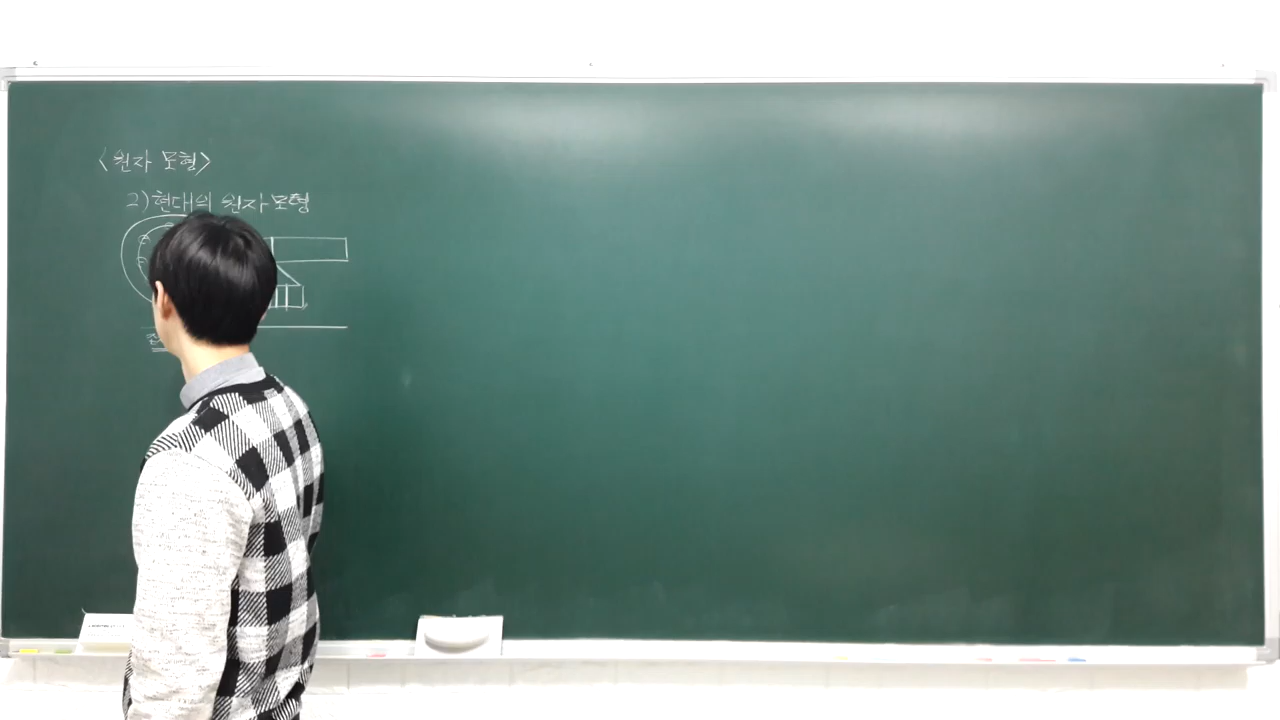 <원자 모형>
2) 현대의 원자 모형